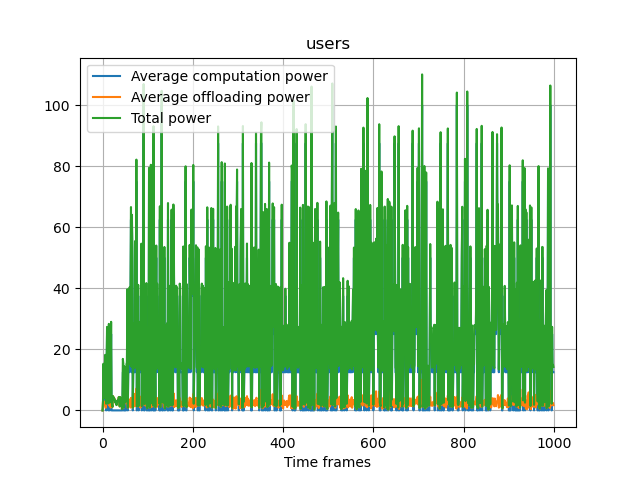 users
Average computation power
Average offloading power
Total power
100
80
60
40
20
0
0 200 400 600 800 1000
Time frames